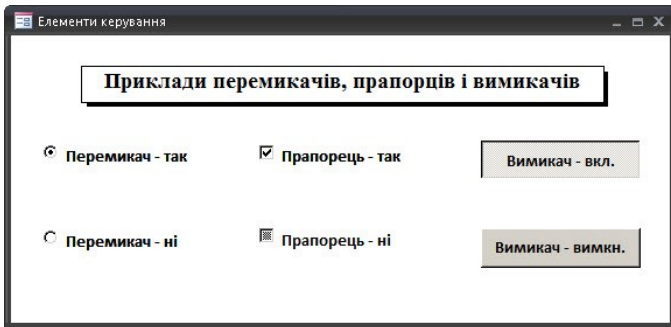 Елементи керування
Приклади перемикачів, прапорців і вимикачів
Перемикач - так
Прапорець - так
Вимикач - вкл.
Перемикач - ні
Прапорець - ні
Вимикач - вимкн.